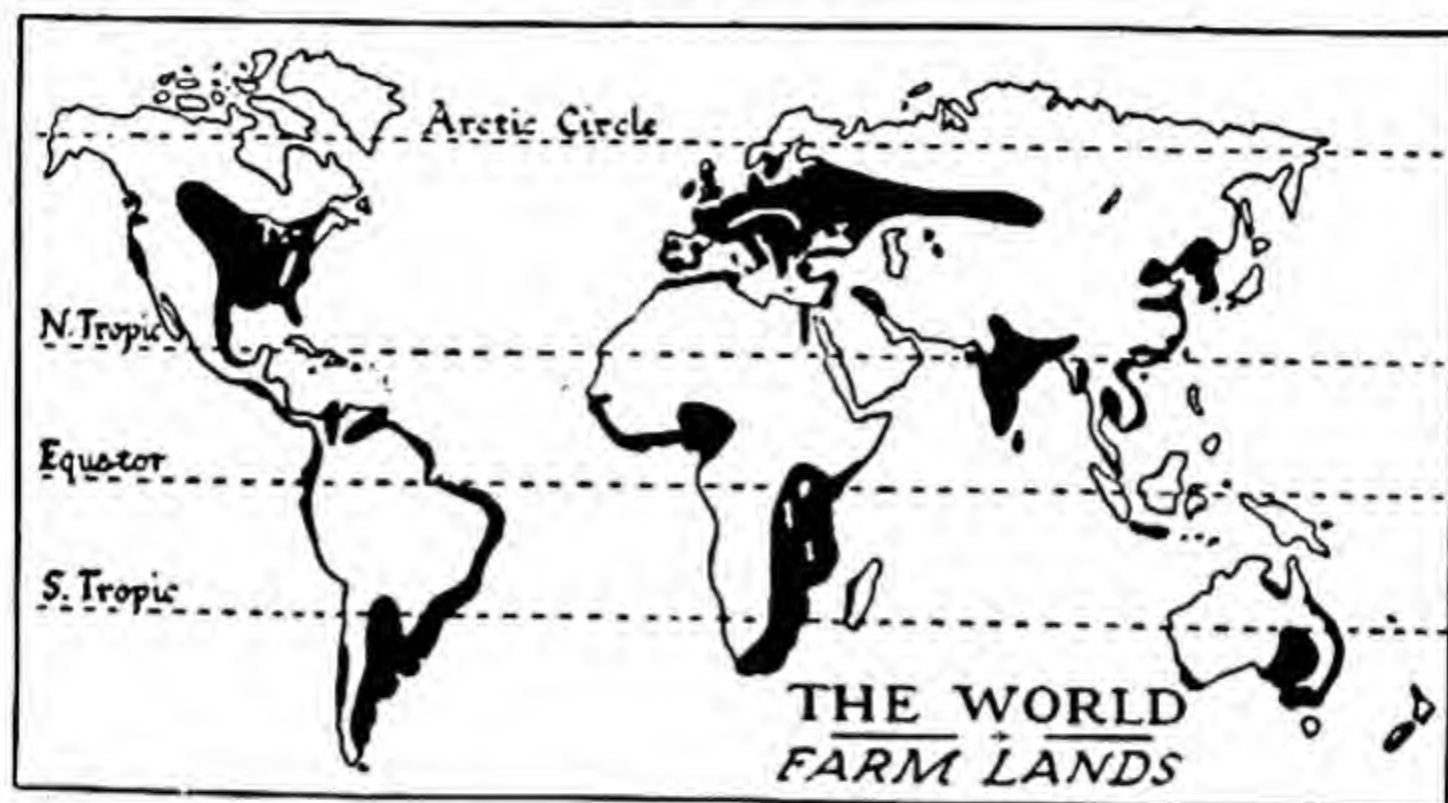 Arctic Circle
N. Tropic
Equator
S. Tropic
THE WORLD
FARM LANDS